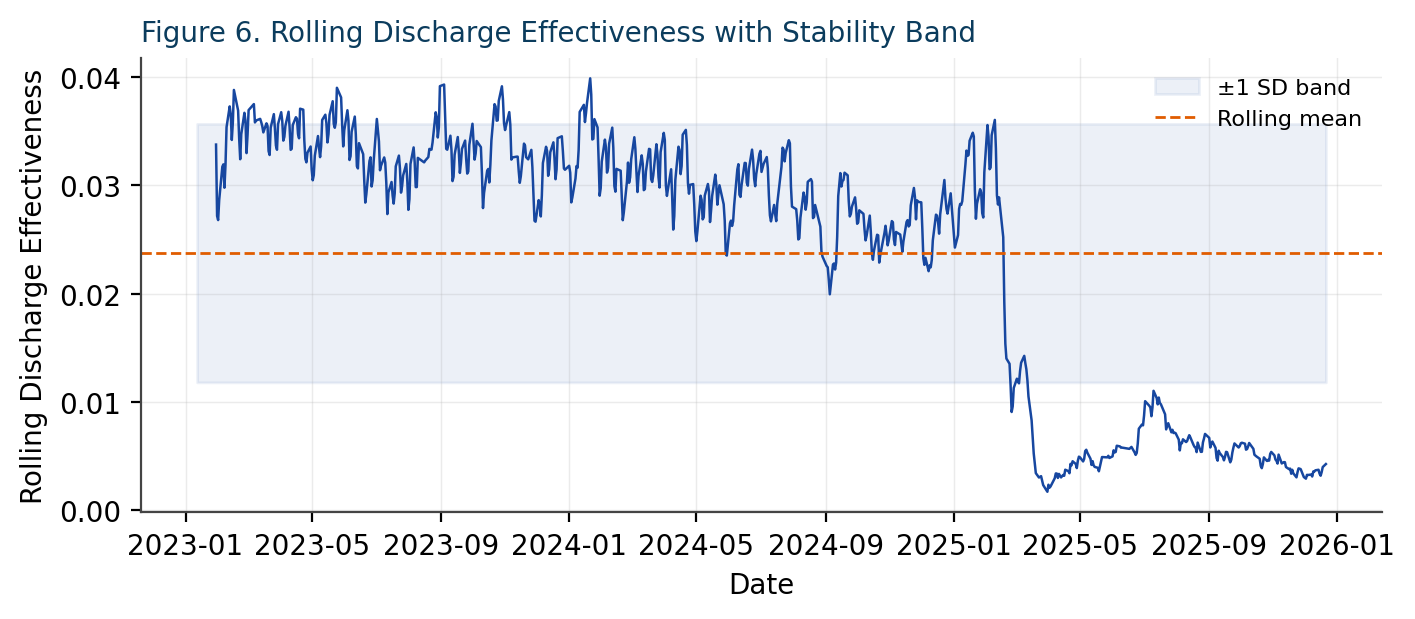 Figure 6. Rolling Discharge Effectiveness with Stability Band
Rolling Discharge Effectiveness
0.04
0.03
0.02
0.01
0.00
±1 SD band
Rolling mean
2023-01 2023-05 2023-09 2024-01 2024-05 2024-09 2025-01 2025-05 2025-09 2026-01
Date